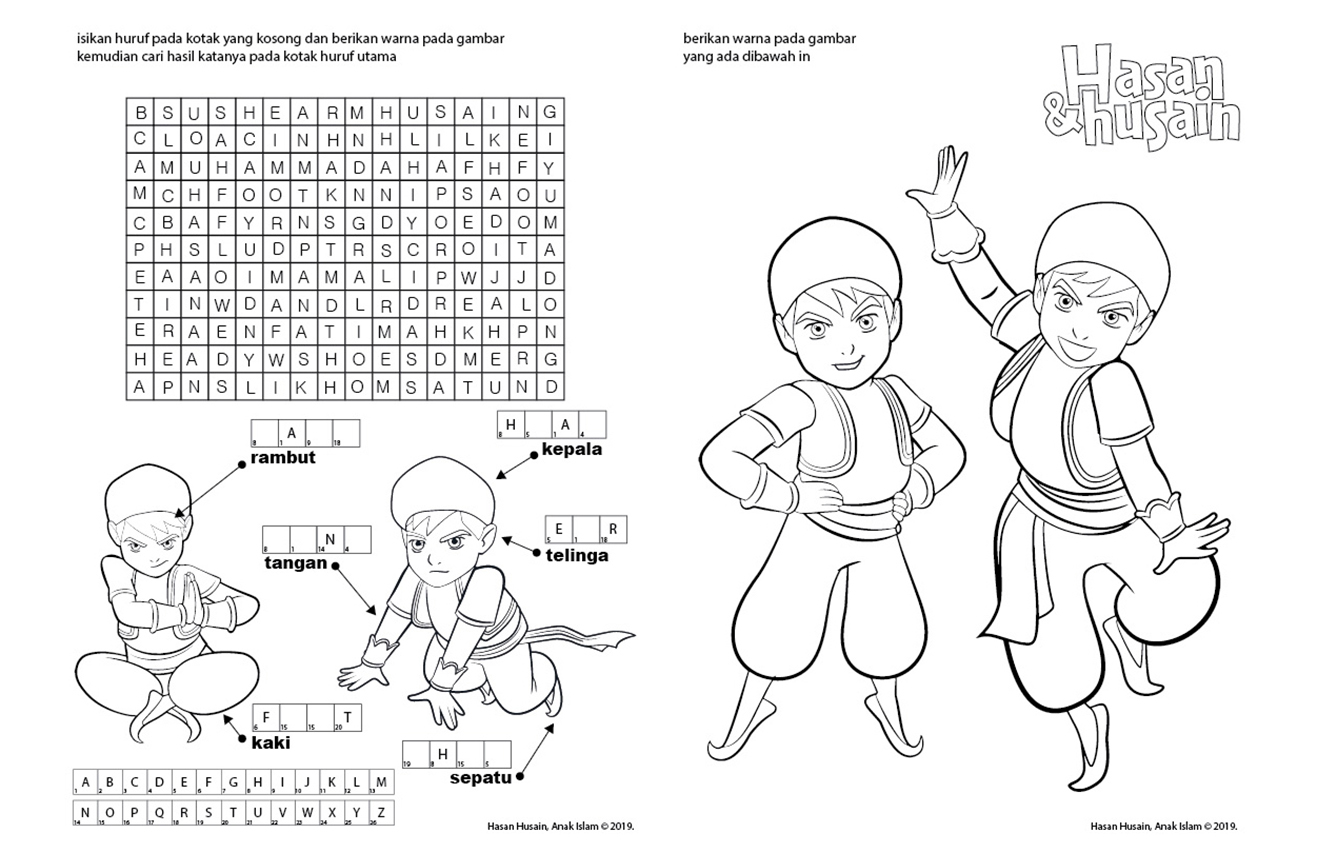 isikan huruf pada kotak yang kosong dan berikan warna pada gambar
kemudian cari hasil katanya pada kotak huruf utama
B S U S H E A R M H U S A I N G
C L O A C I N H N H L I L K E I
A M U H A M M A D A H A F H F Y
M C H F O O T K N N I P S A O U
C B A F Y R N S G D Y O E D O M
P H S L U D P T R S C R O I T A
E A A O I M A M A L I P W J J D
T I N W D A N D L R D R E A L O
E R A E N F A T I M A H K H P N
H E A D Y W S H O E S D M E R G
A P N S L I K H O M S A T U N D
8 A 1 9 18
rambut
H 8 5 A 1 4
kepala
8 1 N 14 4
tangan
E 5 1 R 18
telinga
F 6 15 15 T 20
kaki
19 H 8 15 5
sepatu
A B C D E F G H I J K L M
1 2 3 4 5 6 7 8 9 10 11 12 13
N O P Q R S T U V W X Y Z
14 15 16 17 18 19 20 21 22 23 24 25 26
Hasan Husain, Anak Islam © 2019.
berikan warna pada gambar
yang ada dibawah in
Hasan
&husain
Hasan Husain, Anak Islam © 2019.